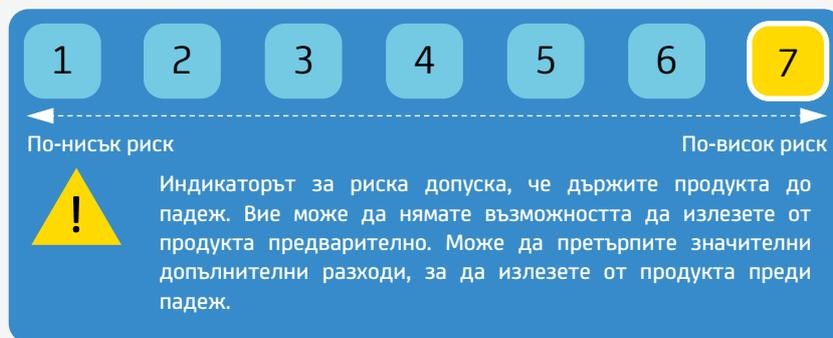 1 2 3 4 5 6 7
По-нисък риск По-висок риск
!
Индикаторът за риска допуска, че държите продукта до
падеж. Вие може да нямате възможността да излезете от
продукта предварително. Може да претърпите значителни
допълнителни разходи, за да излезете от продукта преди
падеж.